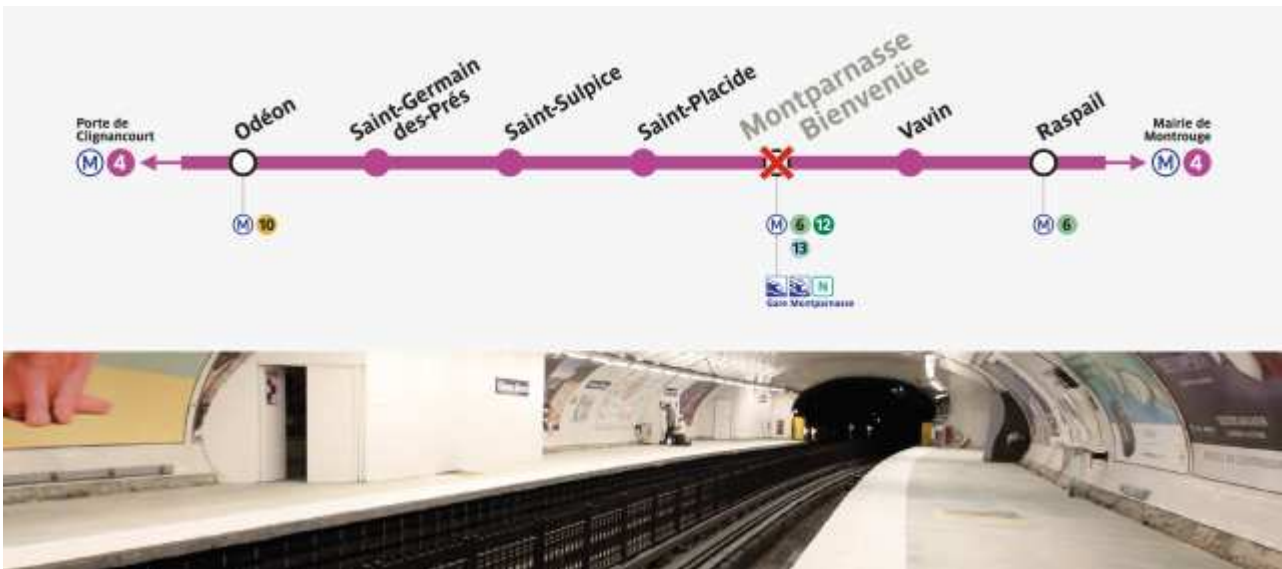 Porte de
Clignancourt
M 4
Odéon
Saint-Germain
des-Prés
Saint-Sulpice
Saint-Placide
Montparnasse
Bienvenüe
Vavin
Raspail
Mairie de
Montrouge
M 4
M 10
M 6 12
13
N
Gare Montparnasse
M 6